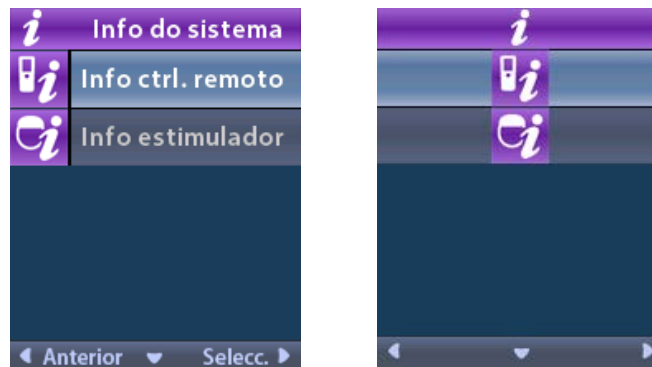 Info do sistema
Info ctrl. remoto
Info estimulador
Anterior Selecc.